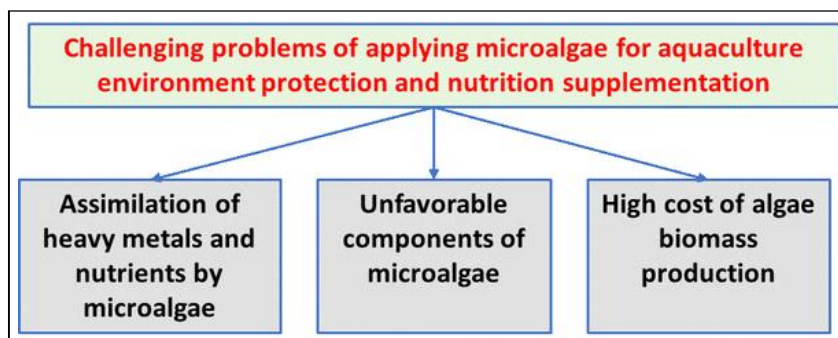 Challenging problems of applying microalgae for aquaculture
environment protection and nutrition supplementation
Assimilation of
heavy metals and
nutrients by
microalgae
Unfavorable
components of
microalgae
High cost of algae
biomass
production